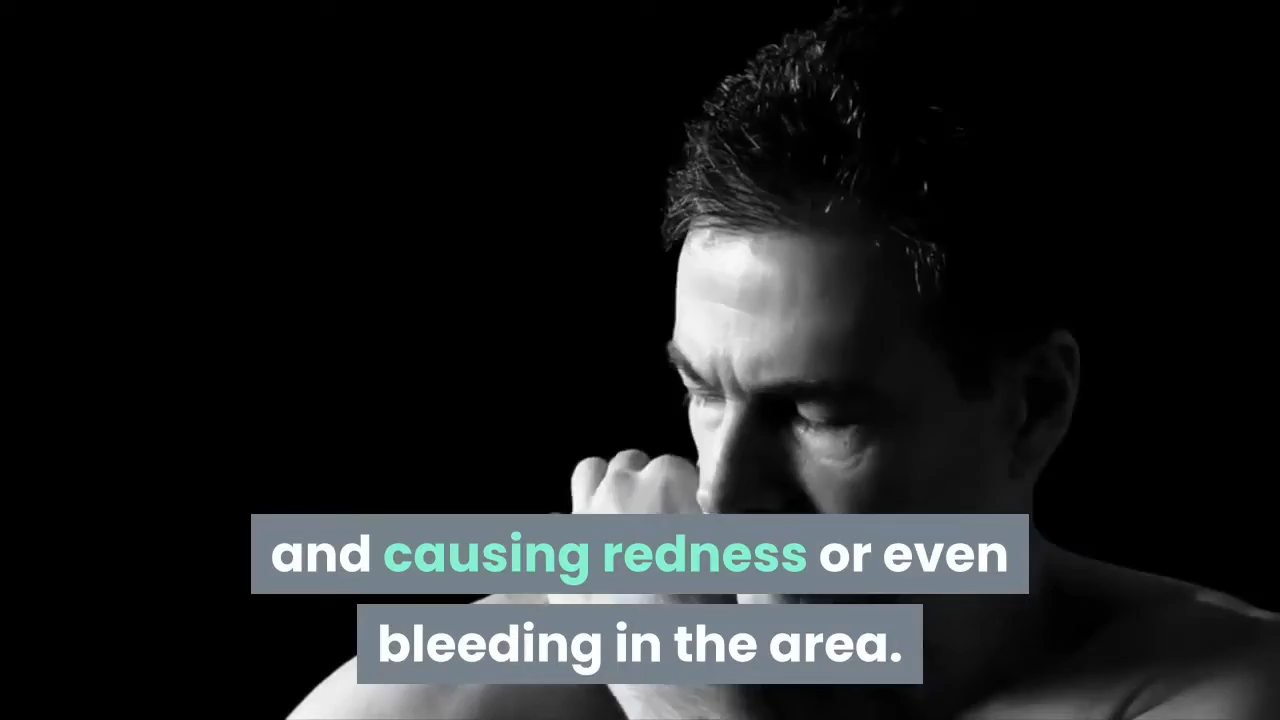 and causing redness or even
bleeding in the area.